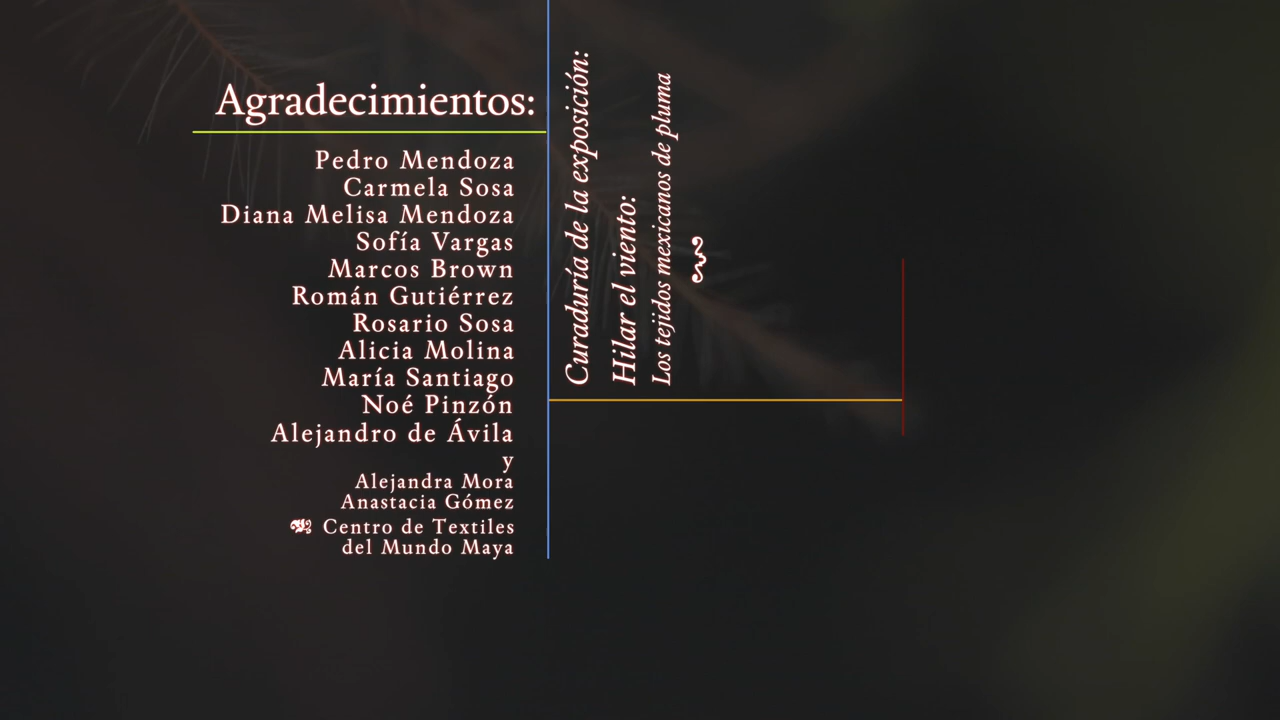 Agradecimientos:
Pedro Mendoza
Carmela Sosa
Diana Melisa Mendoza
Sofía Vargas
Marcos Brown
Román Gutiérrez
Rosario Sosa
Alicia Molina
María Santiago
Noé Pinzón
Alejandro de Ávila
y
Alejandra Mora
Anastacia Gómez
Centro de Textiles
del Mundo Maya
Curaduría de la exposición:
Hilar el viento:
Los tejidos mexicanos de pluma